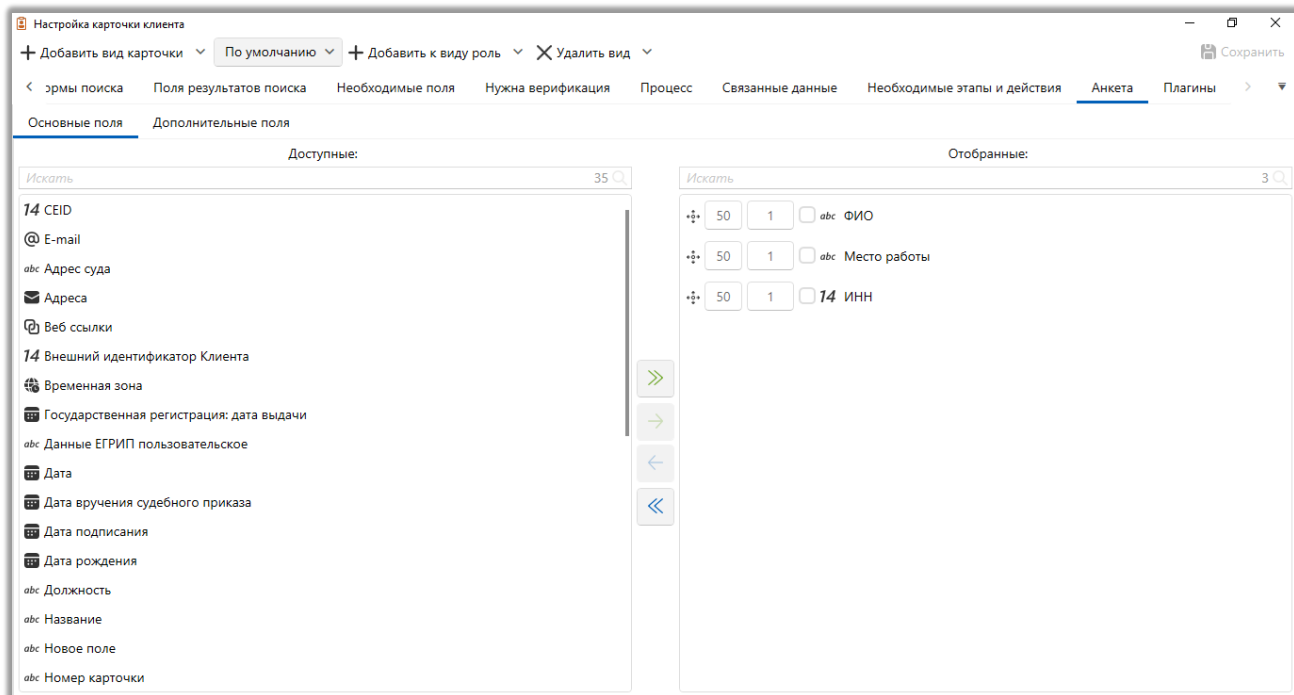 Настройка карточки клиента
Добавить вид карточки По умолчанию Добавить к виду роль Удалить вид Сохранить
ормы поиска Поля результатов поиска Необходимые поля Нужна верификация Процесс Связанные данные Необходимые этапы и действия Анкета Плагины
Основные поля Дополнительные поля
Доступные: Отобранные:
Искать 35 Искать 3
14 CEID
@ E-mail
abc Адрес суда
Адреса
Веб ссылки
14 Внешний идентификатор Клиента
Временная зона
Государственная регистрация: дата выдачи
abc Данные ЕГРИП пользовательское
Дата
Дата вручения судебного приказа
Дата подписания
Дата рождения
abc Должность
abc Название
abc Новое поле
abc Номер карточки
50 1 abc ФИО
50 1 abc Место работы
50 1 14 ИНН